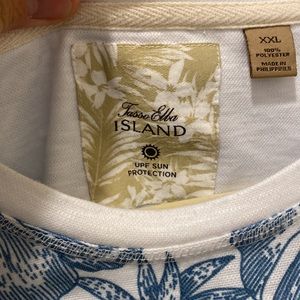 Tasso Elba
ISLAND
UPF SUN
PROTECTION
XXL
100%
POLYESTER
MADE IN
PHILIPPINES